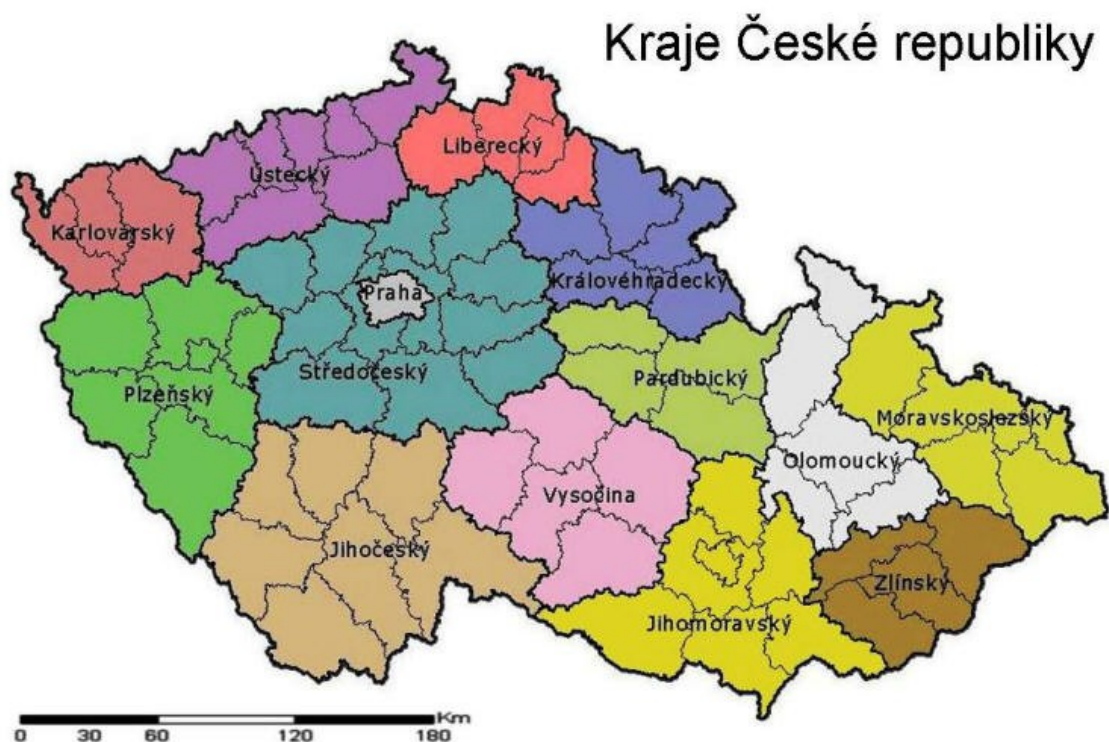 Kraje České republiky
Liberecký
Ústecký
Karlovarský
Královéhradecký
Praha
Středočeský
Pardubický
Plzeňský
Moravskoslezský
Olomoucký
Vysočina
Jihočeský
Zlínský
Jihomoravský
Km
0 30 60 120 180